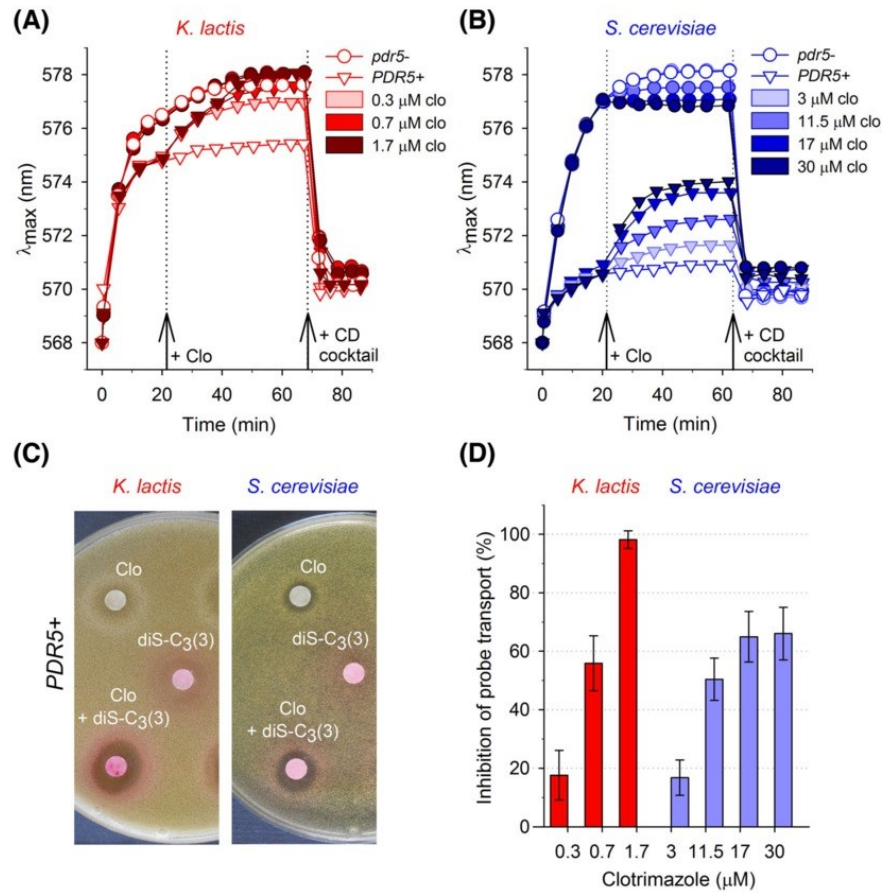 (A)
K. lactis
578
576
574
572
570
568
λmax (nm)
0
20
40
60
80
Time (min)
+ Clo
+ CD
cocktail
pdr5-
PDR5+
0.3 μM clo
0.7 μM clo
1.7 μM clo
(B)
S. cerevisiae
578
576
574
572
570
568
λmax (nm)
0
20
40
60
80
Time (min)
+ Clo
+ CD
cocktail
pdr5-
PDR5+
3 μM clo
11.5 μM clo
17 μM clo
30 μM clo
(C)
K. lactis
S. cerevisiae
PDR5+
Clo
diS-C3(3)
Clo
+ diS-C3(3)
Clo
diS-C3(3)
Clo
+ diS-C3(3)
(D)
K. lactis
S. cerevisiae
Inhibition of probe transport (%)
100
80
60
40
20
0
0.3
0.7
1.7
3
11.5
17
30
Clotrimazole (μM)